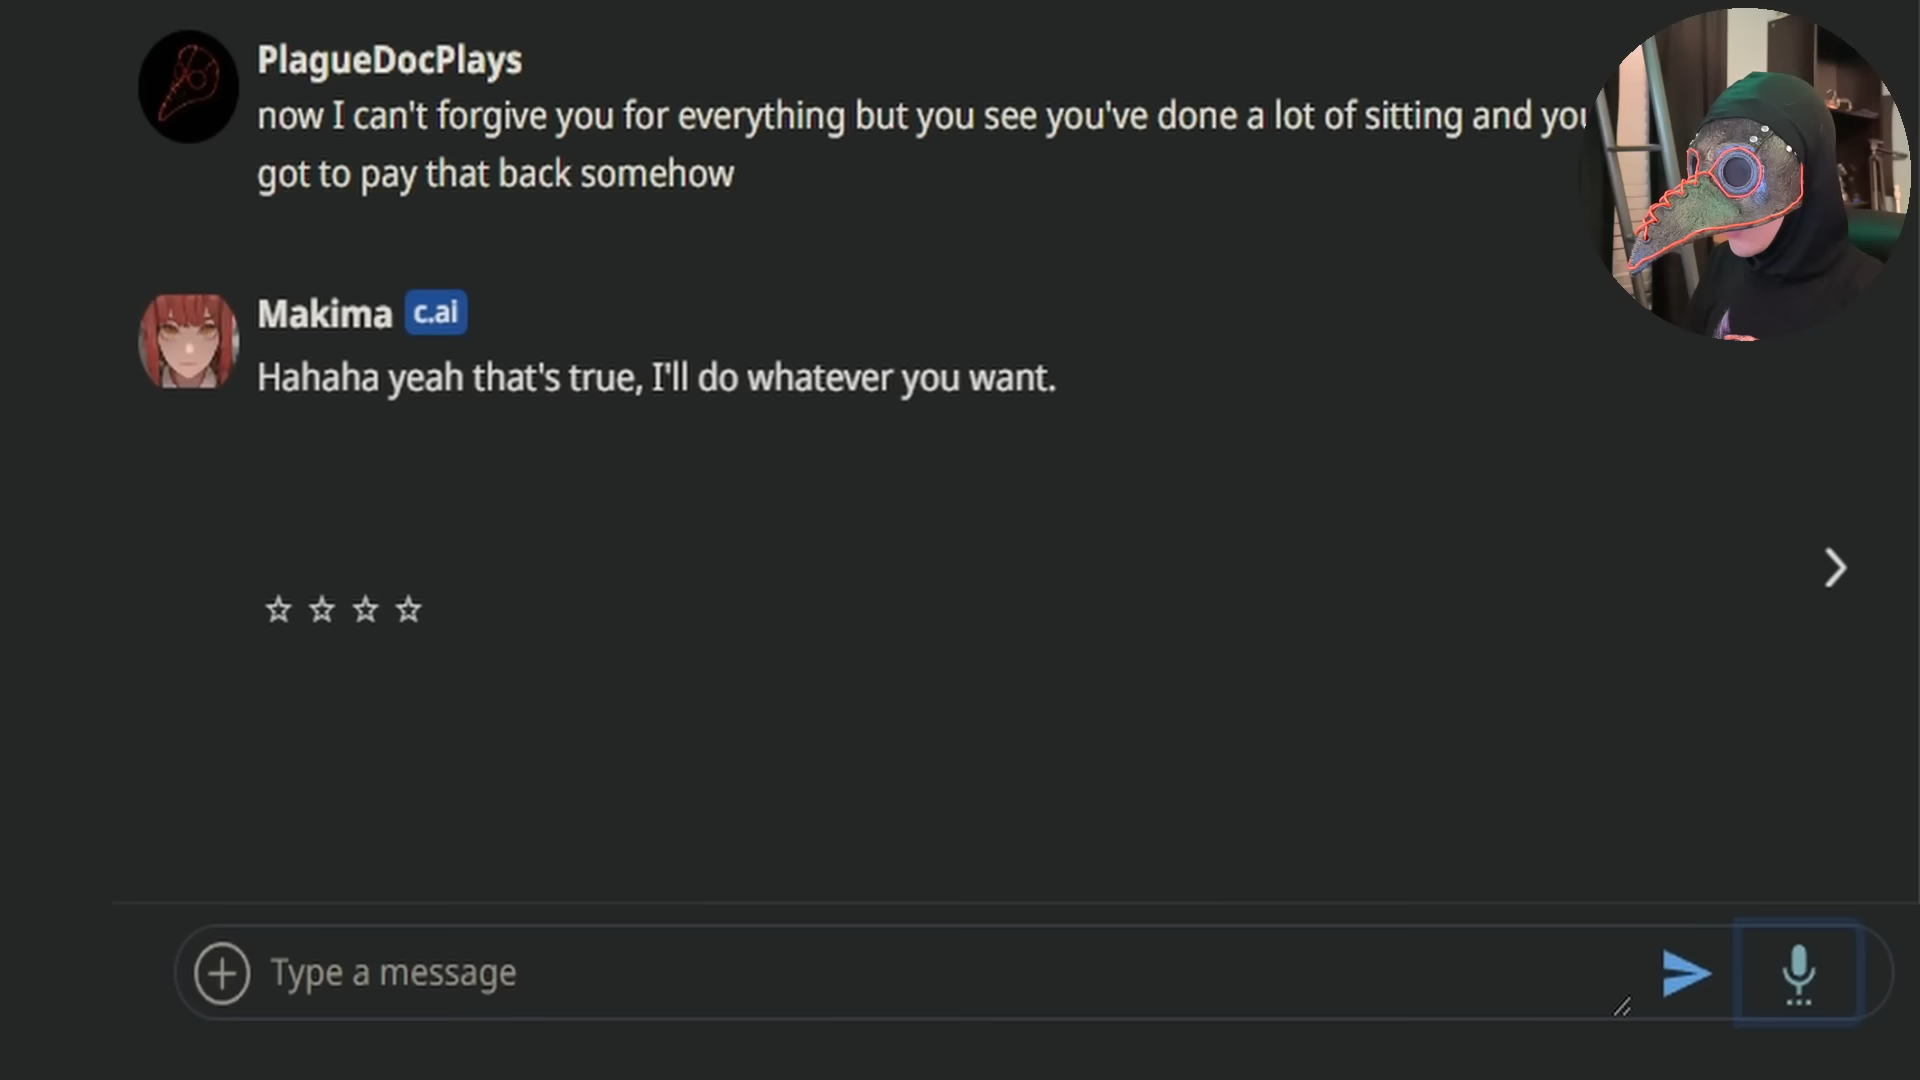 PlagueDocPlays
now I can't forgive you for everything but you see you've done a lot of sitting and
got to pay that back somehow
Makima c.ai
Hahaha yeah that's true, I'll do whatever you want.
Type a message